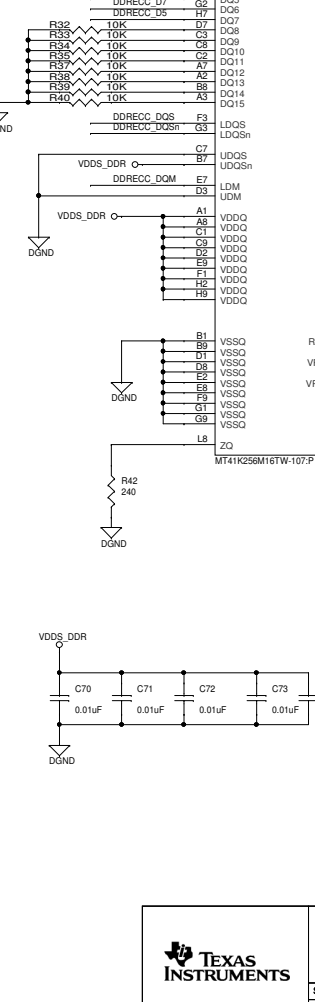 DDRECC_D7 G2 DQ5
DDRECC_D5 H7 DQ6
DQ7
R32 10K D7 DQ8
R33 10K C3 DQ9
R34 10K C8 DQ10
R35 10K C2 DQ11
R37 10K A7 DQ12
R38 10K A2 DQ13
R39 10K B8 DQ14
R40 10K A3 DQ15
DDRECC_DQS F3 LDQS
DDRECC_DQSn G3 LDQSn
C7 UDQS
VDDS_DDR B7 UDQSn
DDRECC_DQM E7 LDM
D3 UDM
VDDS_DDR A1 VDDQ
A8 VDDQ
C1 VDDQ
C9 VDDQ
D2 VDDQ
E9 VDDQ
F1 VDDQ
H2 VDDQ
H9 VDDQ
DGND
B1 VSSQ
B9 VSSQ
D1 VSSQ
D8 VSSQ
E2 VSSQ
E8 VSSQ
F9 VSSQ
G1 VSSQ
G9 VSSQ
DGND
L8 ZQ
MT41K256M16TW-107:P
R42
240
DGND
VDDS_DDR
C70 C71 C72 C73
0.01uF 0.01uF 0.01uF 0.01uF
DGND
TEXAS
INSTRUMENTS